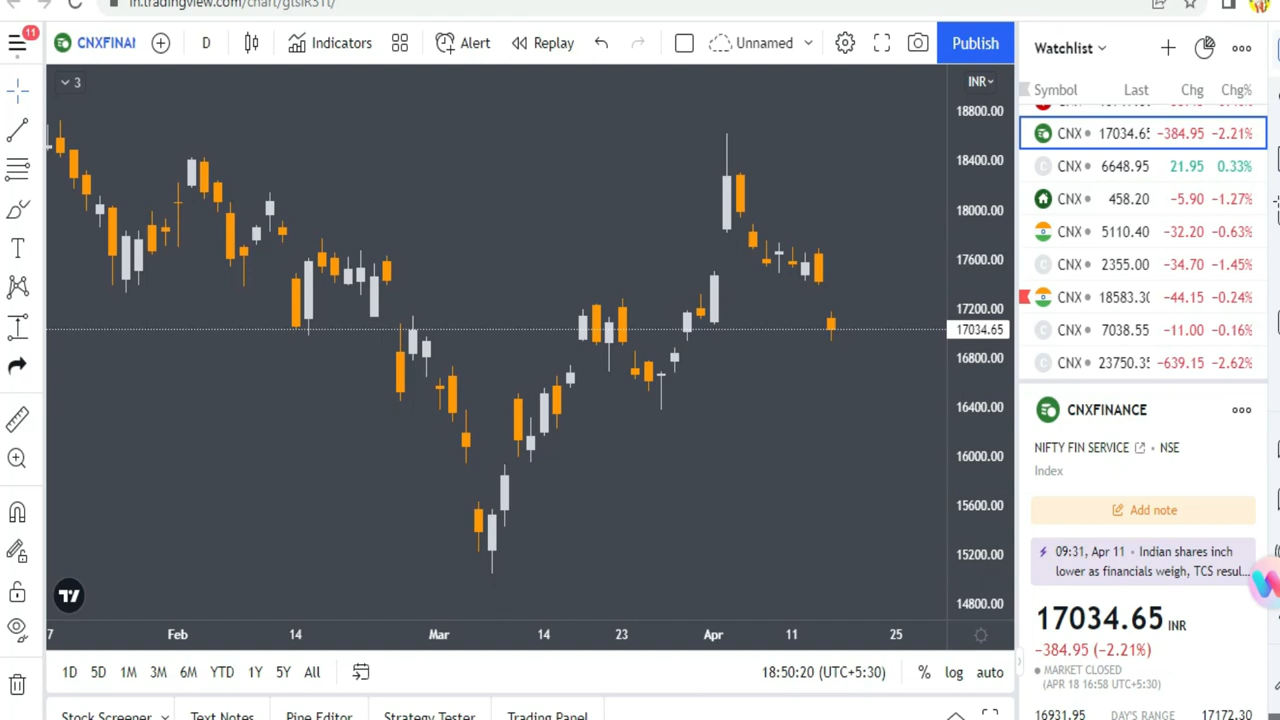 in.tradingview.com/chart/
11
CNXFINAI
D
Indicators
Alert
Replay
Unnamed
Publish
3
INR
18800.00
18400.00
18000.00
17600.00
17200.00
17034.65
16800.00
16400.00
16000.00
15600.00
15200.00
14800.00
7
Feb
14
Mar
14
23
Apr
11
25
1D 5D 1M 3M 6M YTD 1Y 5Y All
18:50:20 (UTC+5:30)
% log auto
Stock Screener Text Notes Pine Editor Strategy Tester Trading Panel
Watchlist
Symbol Last Chg Chg%
CNX 17034.65 −384.95 −2.21%
CNX 6648.95 21.95 0.33%
CNX 458.20 −5.90 −1.27%
CNX 5110.40 −32.20 −0.63%
CNX 2355.00 −34.70 −1.45%
CNX 18583.30 −44.15 −0.24%
CNX 7038.55 −11.00 −0.16%
CNX 23750.35 −639.15 −2.62%
CNXFINANCE
NIFTY FIN SERVICE • NSE
Index
Add note
09:31, Apr 11 • Indian shares inch
lower as financials weigh, TCS resul...
17034.65 INR
−384.95 (−2.21%)
MARKET CLOSED
(APR 18 16:58 UTC+5:30)
16931.95 DAY'S RANGE 17172.30